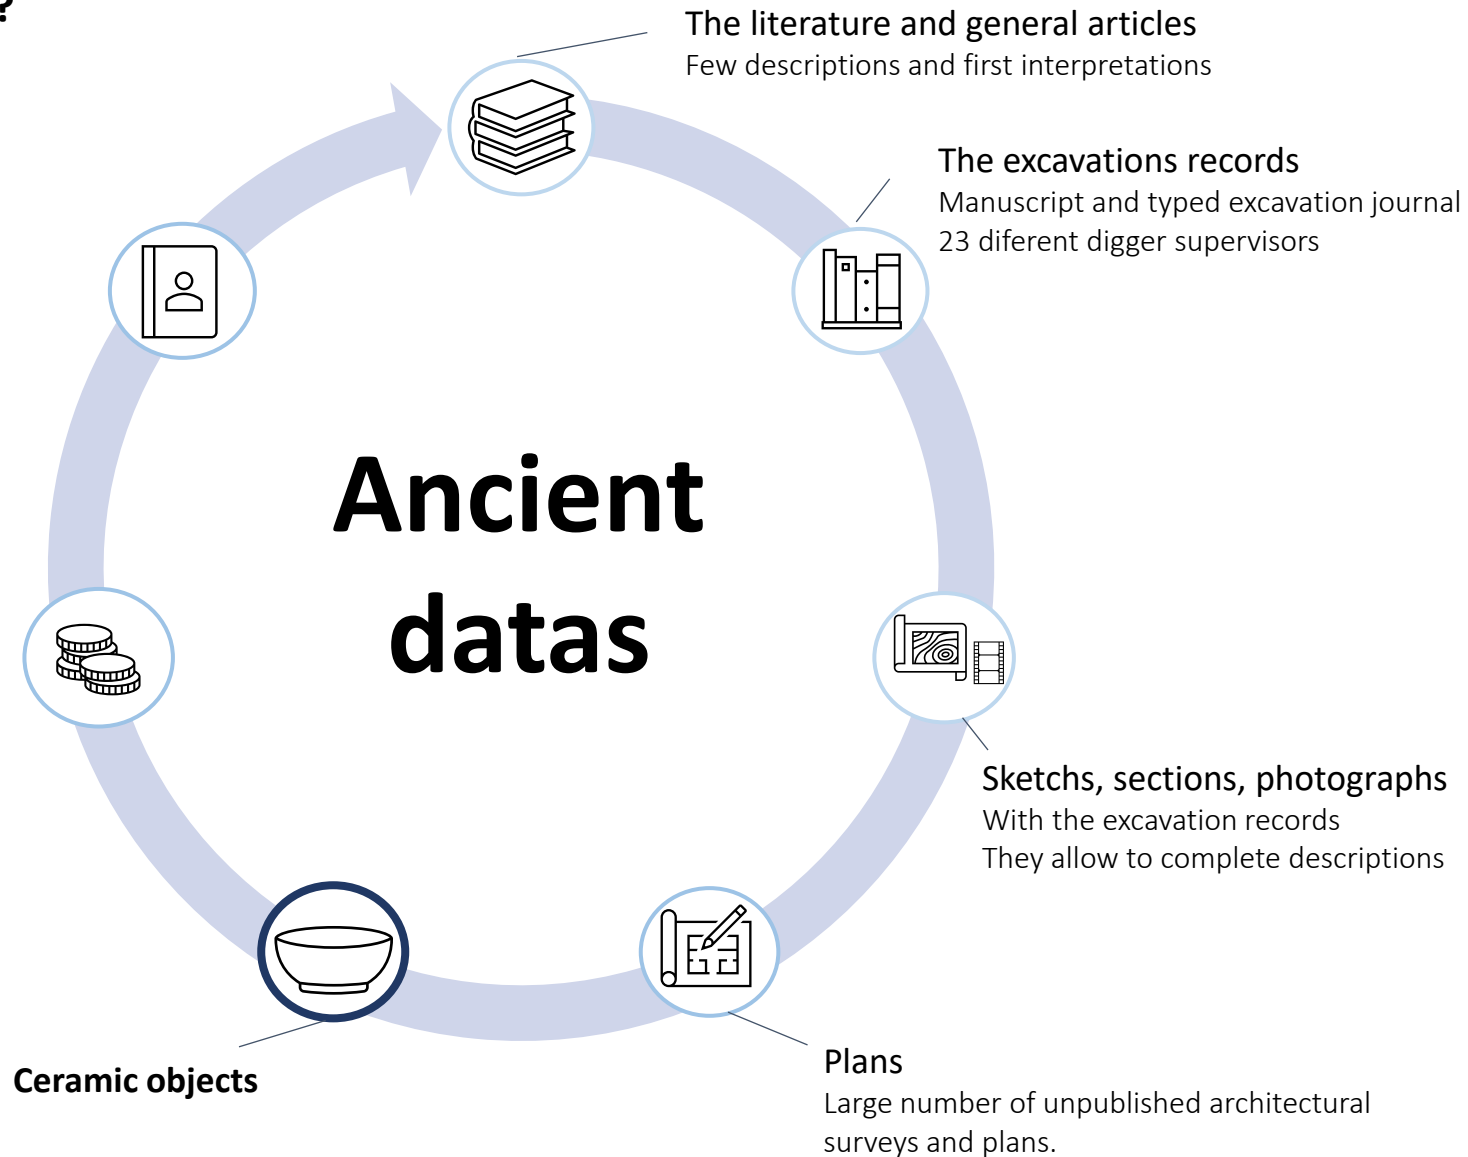 ?
The literature and general articles
Few descriptions and first interpretations
The excavations records
Manuscript and typed excavation journal
23 diferent digger supervisors
Ancient
datas
Sketchs, sections, photographs
With the excavation records
They allow to complete descriptions
Plans
Large number of unpublished architectural
surveys and plans.
Ceramic objects